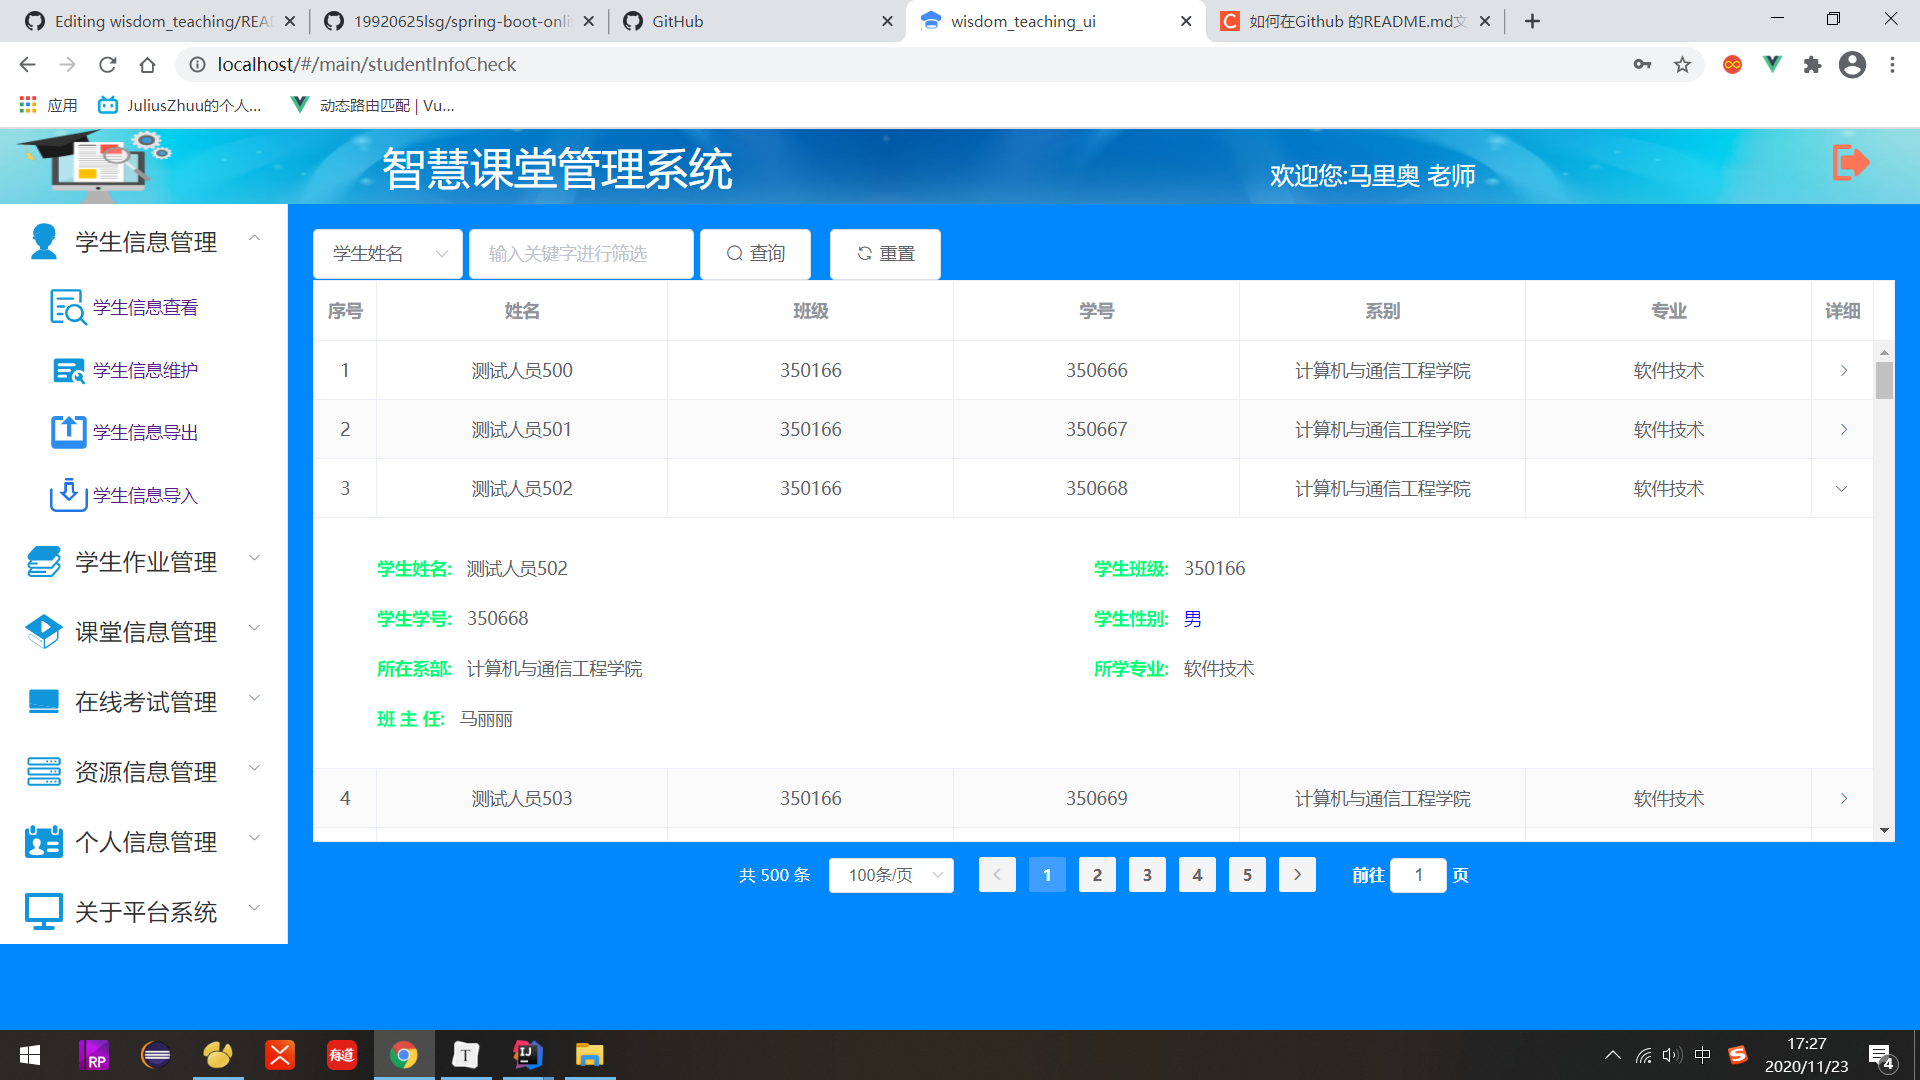 Editing wisdom_teaching/REA
19920625lsg/spring-boot-onli
GitHub
wisdom_teaching_ui
如何在Github 的README.md文
localhost/#/main/studentInfoCheck
应用
JuliusZhuu的个人...
动态路由匹配 | Vu...
智慧课堂管理系统
欢迎您:马里奥 老师
学生信息管理
学生信息查看
学生信息维护
学生信息导出
学生信息导入
学生作业管理
课堂信息管理
在线考试管理
资源信息管理
个人信息管理
关于平台系统
学生姓名 输入关键字进行筛选 查询 重置
序号 姓名 班级 学号 系别 专业 详细
1 测试人员500 350166 350666 计算机与通信工程学院 软件技术
2 测试人员501 350166 350667 计算机与通信工程学院 软件技术
3 测试人员502 350166 350668 计算机与通信工程学院 软件技术
学生姓名: 测试人员502 学生班级: 350166
学生学号: 350668 学生性别: 男
所在系部: 计算机与通信工程学院 所学专业: 软件技术
班 主 任: 马丽丽
4 测试人员503 350166 350669 计算机与通信工程学院 软件技术
共 500 条 100条/页 1 2 3 4 5 前往 1 页
RP
有道
T
IJ
中
S
17:27
2020/11/23
4